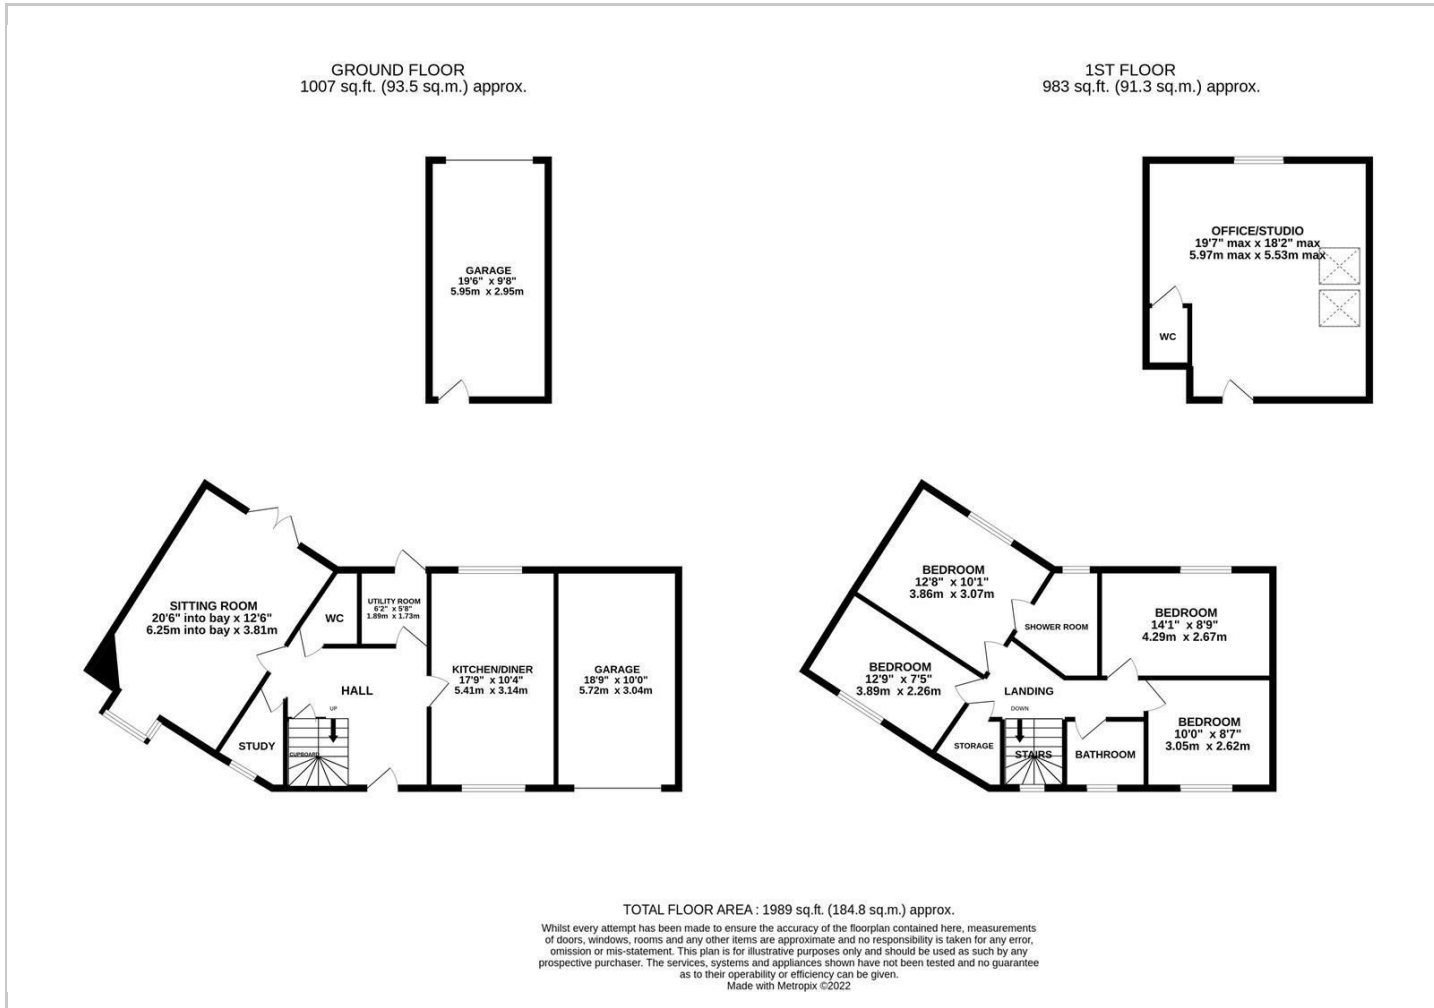 GROUND FLOOR
1007 sq.ft. (93.5 sq.m.) approx.
1ST FLOOR
983 sq.ft. (91.3 sq.m.) approx.
GARAGE
19'6" x 9'8"
5.95m x 2.95m
OFFICE/STUDIO
19'7" max x 18'2" max
5.97m max x 5.53m max
WC
SITTING ROOM
20'6" into bay x 12'6"
6.25m into bay x 3.81m
WC
UTILITY ROOM
6'2" x 5'8"
1.89m x 1.73m
KITCHEN/DINER
17'9" x 10'4"
5.41m x 3.14m
GARAGE
18'9" x 10'0"
5.72m x 3.04m
HALL
UP
STUDY
CUPBOARD
BEDROOM
12'8" x 10'1"
3.86m x 3.07m
SHOWER ROOM
BEDROOM
14'1" x 8'9"
4.29m x 2.67m
BEDROOM
12'9" x 7'5"
3.89m x 2.26m
LANDING
DOWN
BEDROOM
10'0" x 8'7"
3.05m x 2.62m
STORAGE
STAIRS
BATHROOM
TOTAL FLOOR AREA : 1989 sq.ft. (184.8 sq.m.) approx.
Whilst every attempt has been made to ensure the accuracy of the floorplan contained here, measurements
of doors, windows, rooms and any other items are approximate and no responsibility is taken for any error,
omission or mis-statement. This plan is for illustrative purposes only and should be used as such by any
prospective purchaser. The services, systems and appliances shown have not been tested and no guarantee
as to their operability or efficiency can be given.
Made with Metropix ©2022